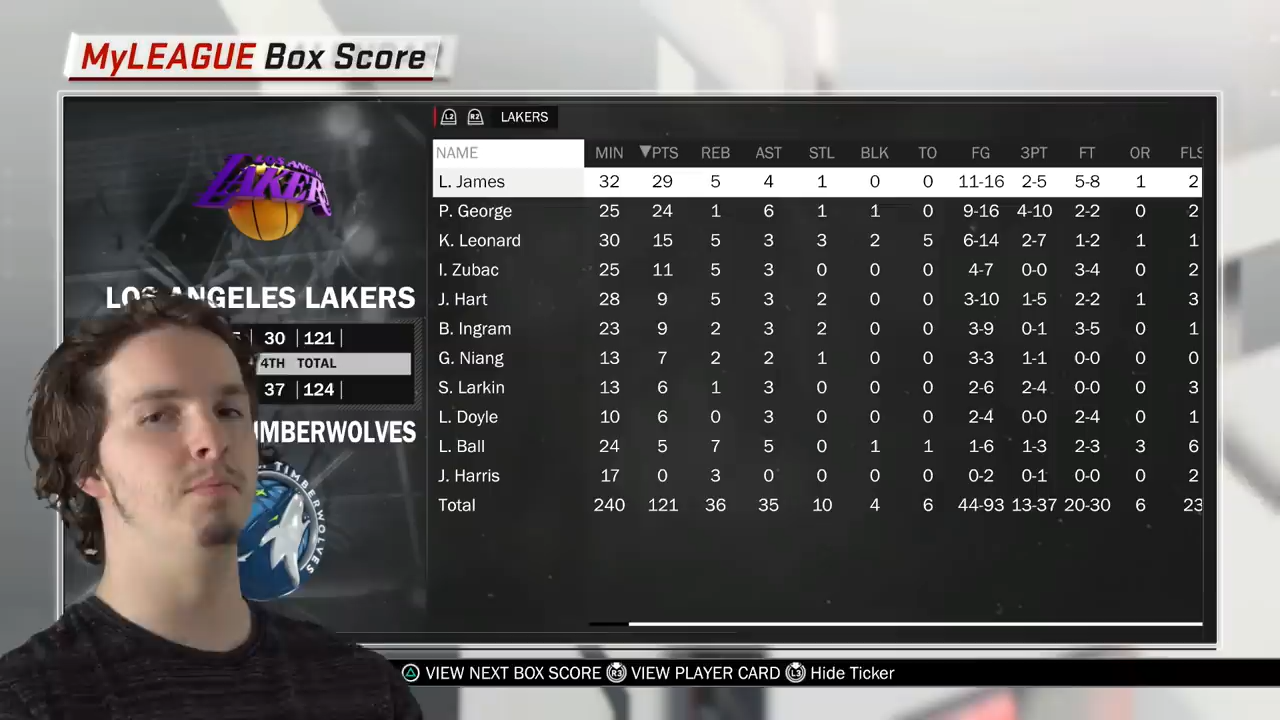 MyLEAGUE Box Score
L2 R2 LAKERS
NAME MIN PTS REB AST STL BLK TO FG 3PT FT OR FLS
L. James 32 29 5 4 1 0 0 11-16 2-5 5-8 1 2
P. George 25 24 1 6 1 1 0 9-16 4-10 2-2 0 2
K. Leonard 30 15 5 3 3 2 5 6-14 2-7 1-2 1 1
I. Zubac 25 11 5 3 0 0 0 4-7 0-0 3-4 0 2
J. Hart 28 9 5 3 2 0 0 3-10 1-5 2-2 1 3
B. Ingram 23 9 2 3 2 0 0 3-9 0-1 3-5 0 1
G. Niang 13 7 2 2 1 0 0 3-3 1-1 0-0 0 0
S. Larkin 13 6 1 3 0 0 0 2-6 2-4 0-0 0 3
L. Doyle 10 6 0 3 0 0 0 2-4 0-0 2-4 0 1
L. Ball 24 5 7 5 0 1 1 1-6 1-3 2-3 3 6
J. Harris 17 0 3 0 0 0 0 0-2 0-1 0-0 0 2
Total 240 121 36 35 10 4 6 44-93 13-37 20-30 6 23
LOS ANGELES
LAKERS
LOS ANGELES LAKERS
30 121
4TH TOTAL
37 124
IMBERWOLVES
TIMBERWOLVES
VIEW NEXT BOX SCORE R3 VIEW PLAYER CARD L3 Hide Ticker